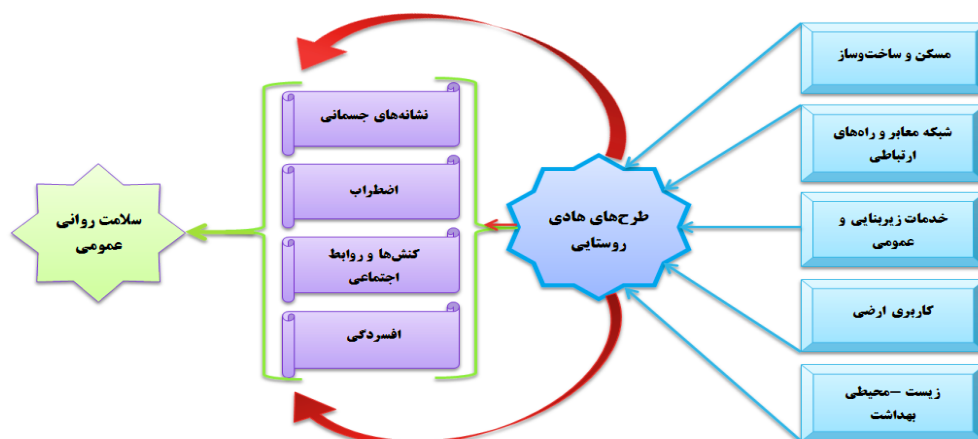 مسکن و ساخت‌وساز
شبکه معابر و راه‌های
ارتباطی
خدمات زیربنایی و
عمومی
کاربری ارضی
زیست –محیطی
بهداشت
طرح‌های هادی
روستایی
نشانه‌های جسمانی
اضطراب
کنش‌ها و روابط
اجتماعی
افسردگی
سلامت روانی
عمومی